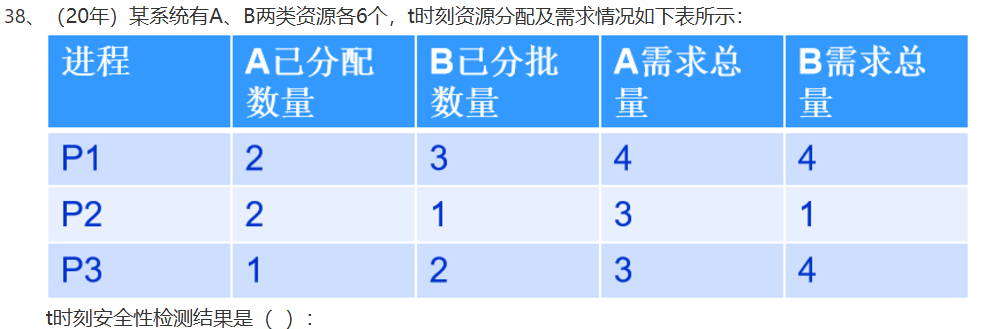 38、（20年）某系统有A、B两类资源各6个，t时刻资源分配及需求情况如下表所示：
进程 A已分配数量 B已分批数量 A需求总量 B需求总量
P1 2 3 4 4
P2 2 1 3 1
P3 1 2 3 4
t时刻安全性检测结果是（ ）：